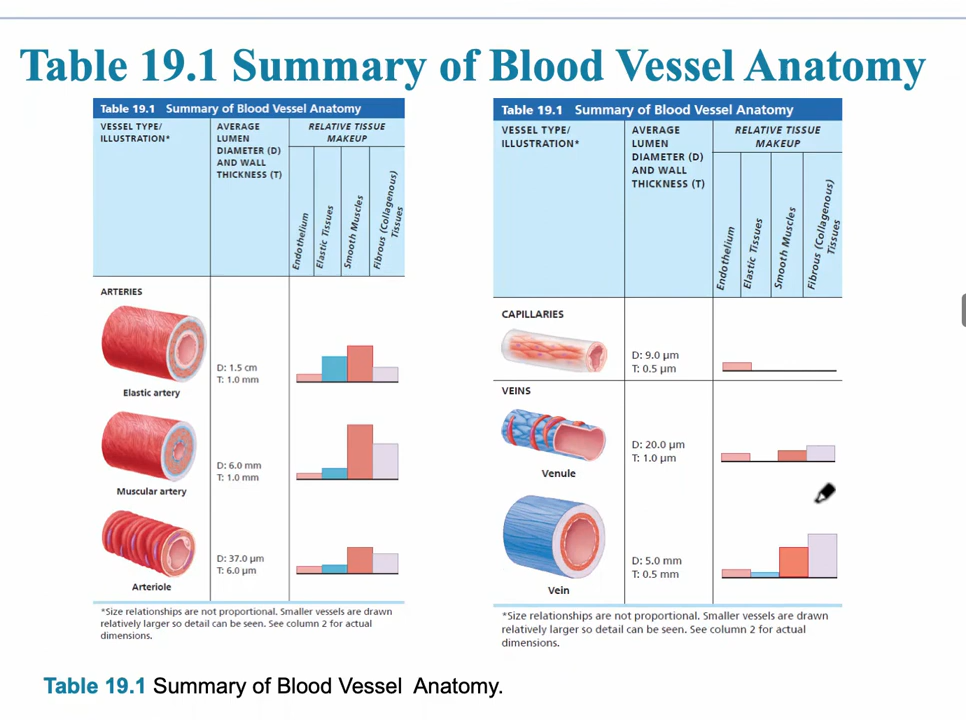 Table 19.1 Summary of Blood Vessel Anatomy
Table 19.1 Summary of Blood Vessel Anatomy
VESSEL TYPE/
ILLUSTRATION*
AVERAGE
LUMEN
DIAMETER (D)
AND WALL
THICKNESS (T)
RELATIVE TISSUE
MAKEUP
Endothelium
Elastic Tissues
Smooth Muscles
Fibrous (Collagenous)
Tissues
ARTERIES
D: 1.5 cm
T: 1.0 mm
Elastic artery
D: 6.0 mm
T: 1.0 mm
Muscular artery
D: 37.0 µm
T: 6.0 µm
Arteriole
*Size relationships are not proportional. Smaller vessels are drawn
relatively larger so detail can be seen. See column 2 for actual
dimensions.
Table 19.1 Summary of Blood Vessel Anatomy
VESSEL TYPE/
ILLUSTRATION*
AVERAGE
LUMEN
DIAMETER (D)
AND WALL
THICKNESS (T)
RELATIVE TISSUE
MAKEUP
Endothelium
Elastic Tissues
Smooth Muscles
Fibrous (Collagenous)
Tissues
CAPILLARIES
D: 9.0 µm
T: 0.5 µm
VEINS
D: 20.0 µm
T: 1.0 µm
Venule
D: 5.0 mm
T: 0.5 mm
Vein
*Size relationships are not proportional. Smaller vessels are drawn
relatively larger so detail can be seen. See column 2 for actual
dimensions.
Table 19.1 Summary of Blood Vessel Anatomy.